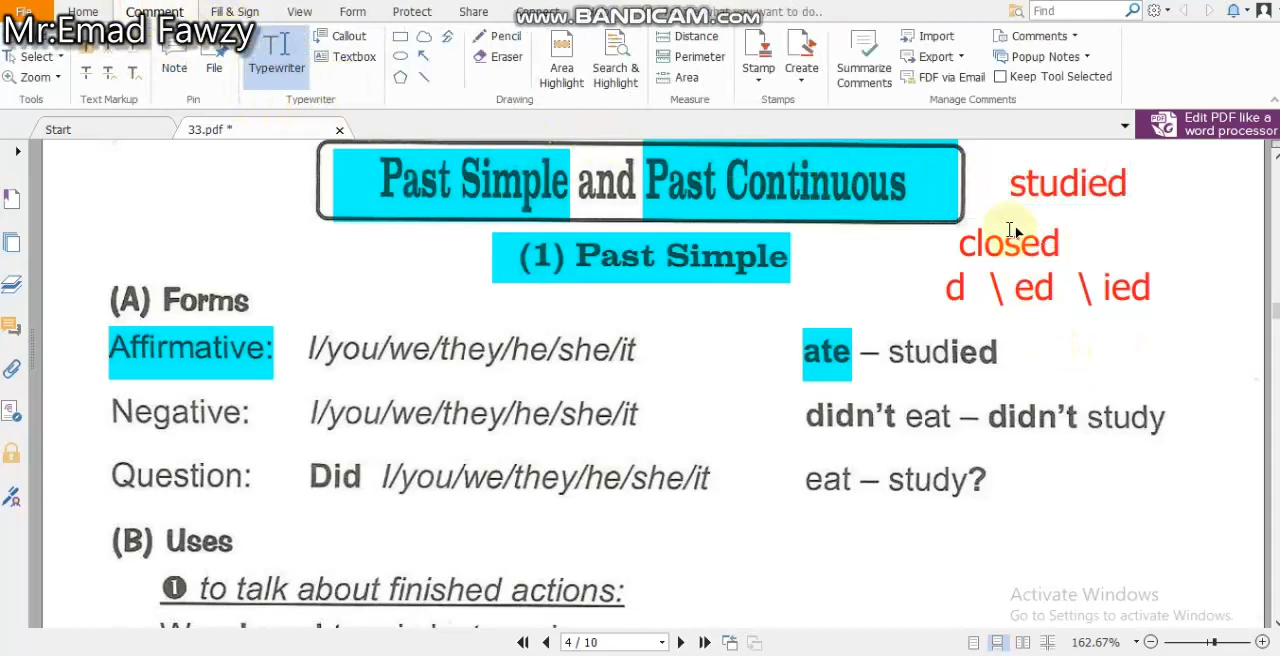 File Home Comment Fill & Sign View Form Protect Share Connect what you want to do.. Find
www.BANDICAM.com
Mr:Emad Fawzy
Select
Zoom
Tools
Text Markup
Note
File
Pin
Typewriter
Callout
Textbox
Typewriter
Pencil
Eraser
Area Highlight
Search & Highlight
Drawing
Distance
Perimeter
Area
Measure
Stamp
Create
Stamps
Summarize Comments
Import
Export
FDF via Email
Comments
Popup Notes
Keep Tool Selected
Manage Comments
Start
33.pdf *
Edit PDF like a
word processor
Past Simple and Past Continuous
studied
closed
(1) Past Simple
d \ ed \ ied
(A) Forms
Affirmative: I/you/we/they/he/she/it ate – studied
Negative: I/you/we/they/he/she/it didn't eat – didn't study
Question: Did I/you/we/they/he/she/it eat – study?
(B) Uses
❶ to talk about finished actions:
Activate Windows
Go to Settings to activate Windows.
4 / 10
162.67%